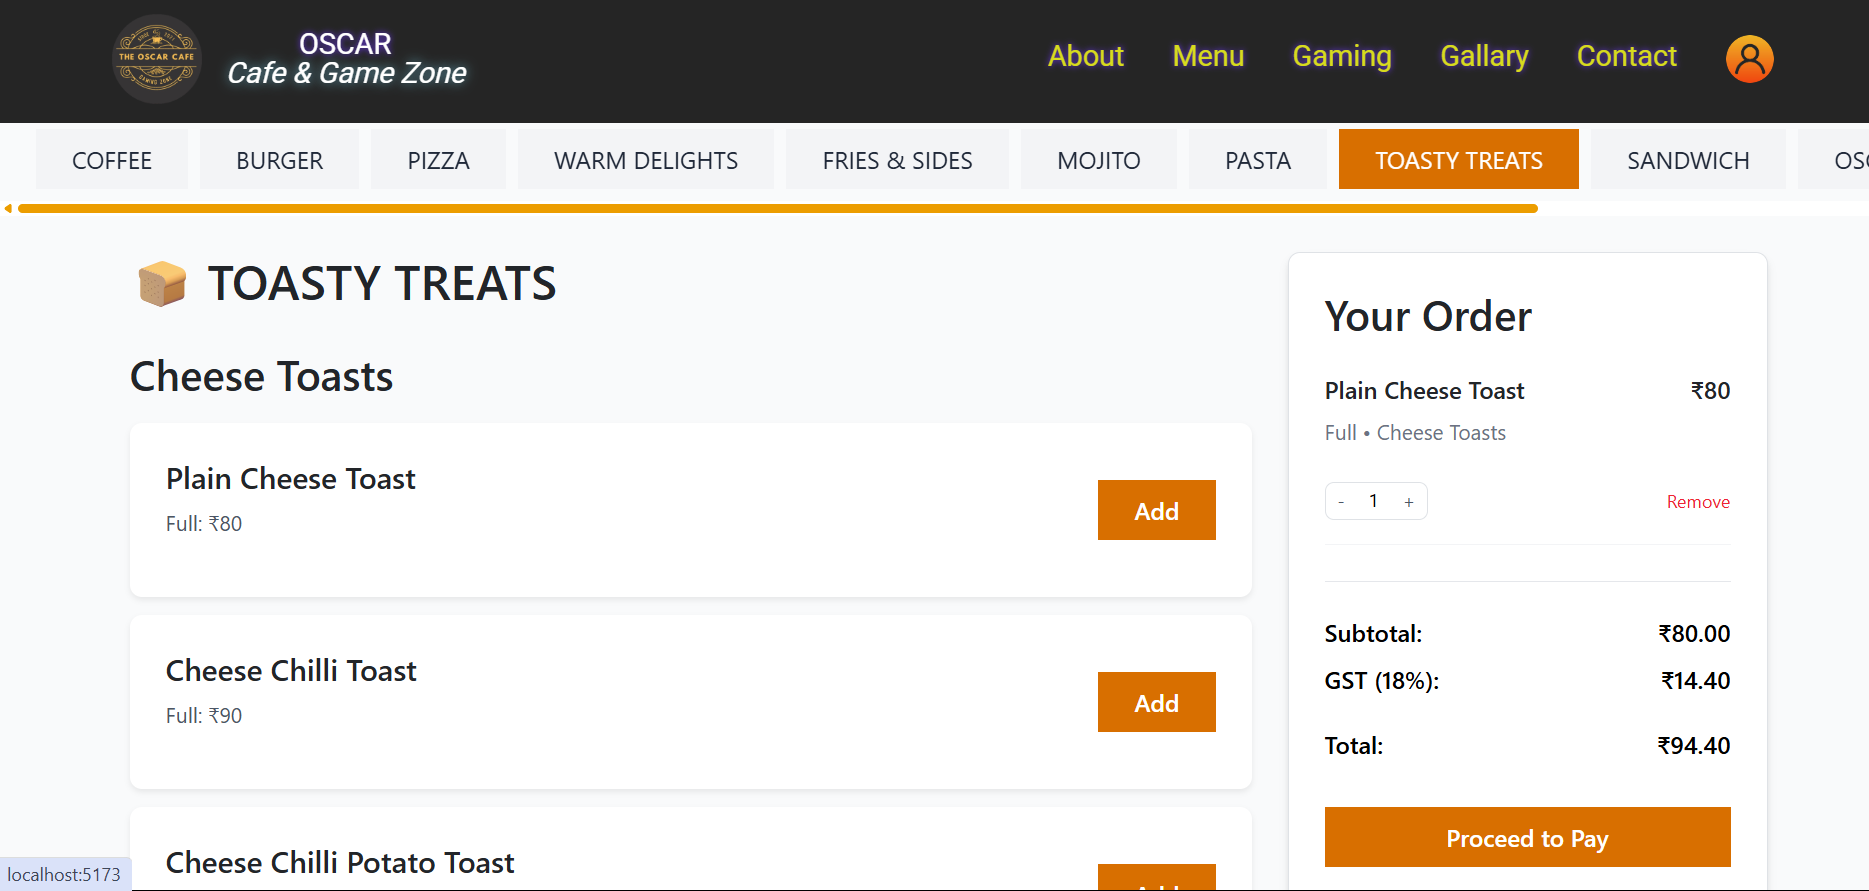 THE OSCAR CAFE
GAMING ZONE
OSCAR
Cafe & Game Zone
About
Menu
Gaming
Gallary
Contact
COFFEE
BURGER
PIZZA
WARM DELIGHTS
FRIES & SIDES
MOJITO
PASTA
TOASTY TREATS
SANDWICH
TOASTY TREATS
Cheese Toasts
Plain Cheese Toast
Full: ₹80
Add
Cheese Chilli Toast
Full: ₹90
Add
Cheese Chilli Potato Toast
Add
Your Order
Plain Cheese Toast ₹80
Full • Cheese Toasts
- 1 + Remove
Subtotal: ₹80.00
GST (18%): ₹14.40
Total: ₹94.40
Proceed to Pay
localhost:5173